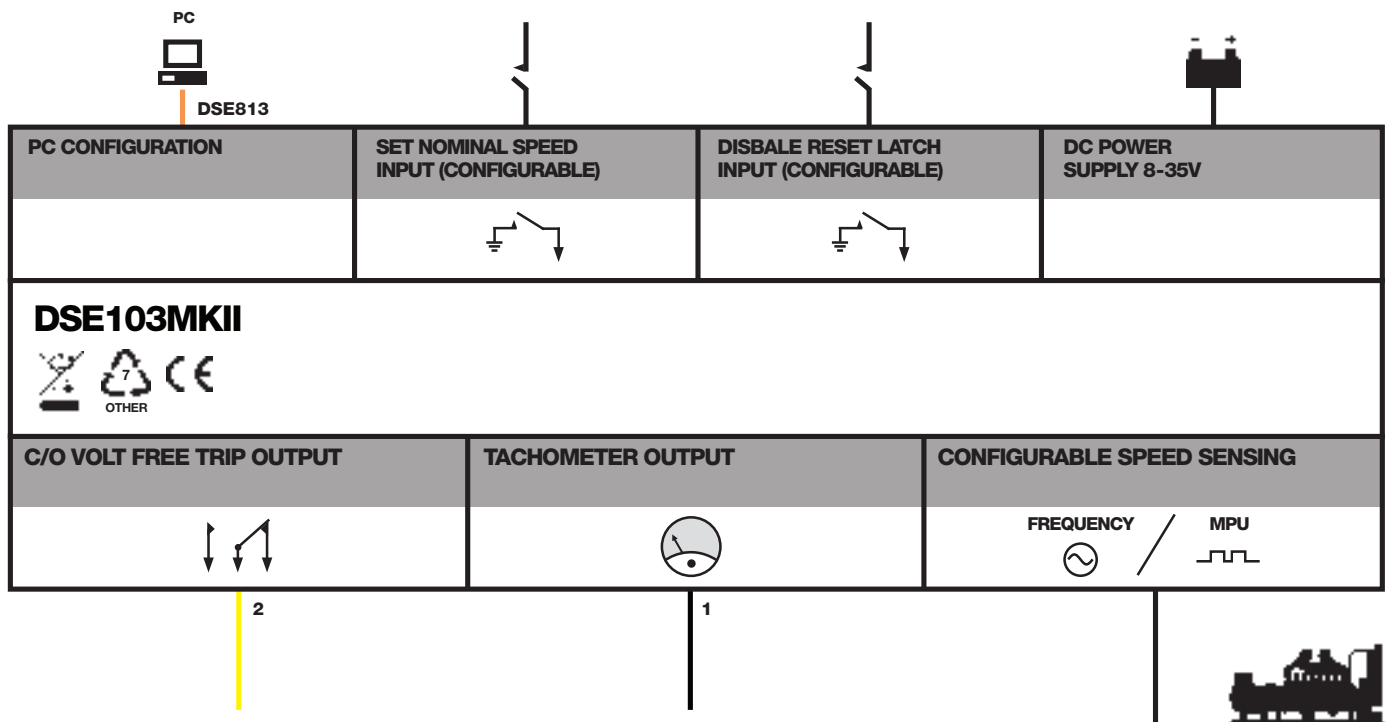 PC
DSE813
PC CONFIGURATION
SET NOMINAL SPEED
INPUT (CONFIGURABLE)
DISBALE RESET LATCH
INPUT (CONFIGURABLE)
DC POWER
SUPPLY 8-35V
- +
DSE103MKII
7
OTHER
CE
C/O VOLT FREE TRIP OUTPUT
TACHOMETER OUTPUT
CONFIGURABLE SPEED SENSING
FREQUENCY
MPU
2
1